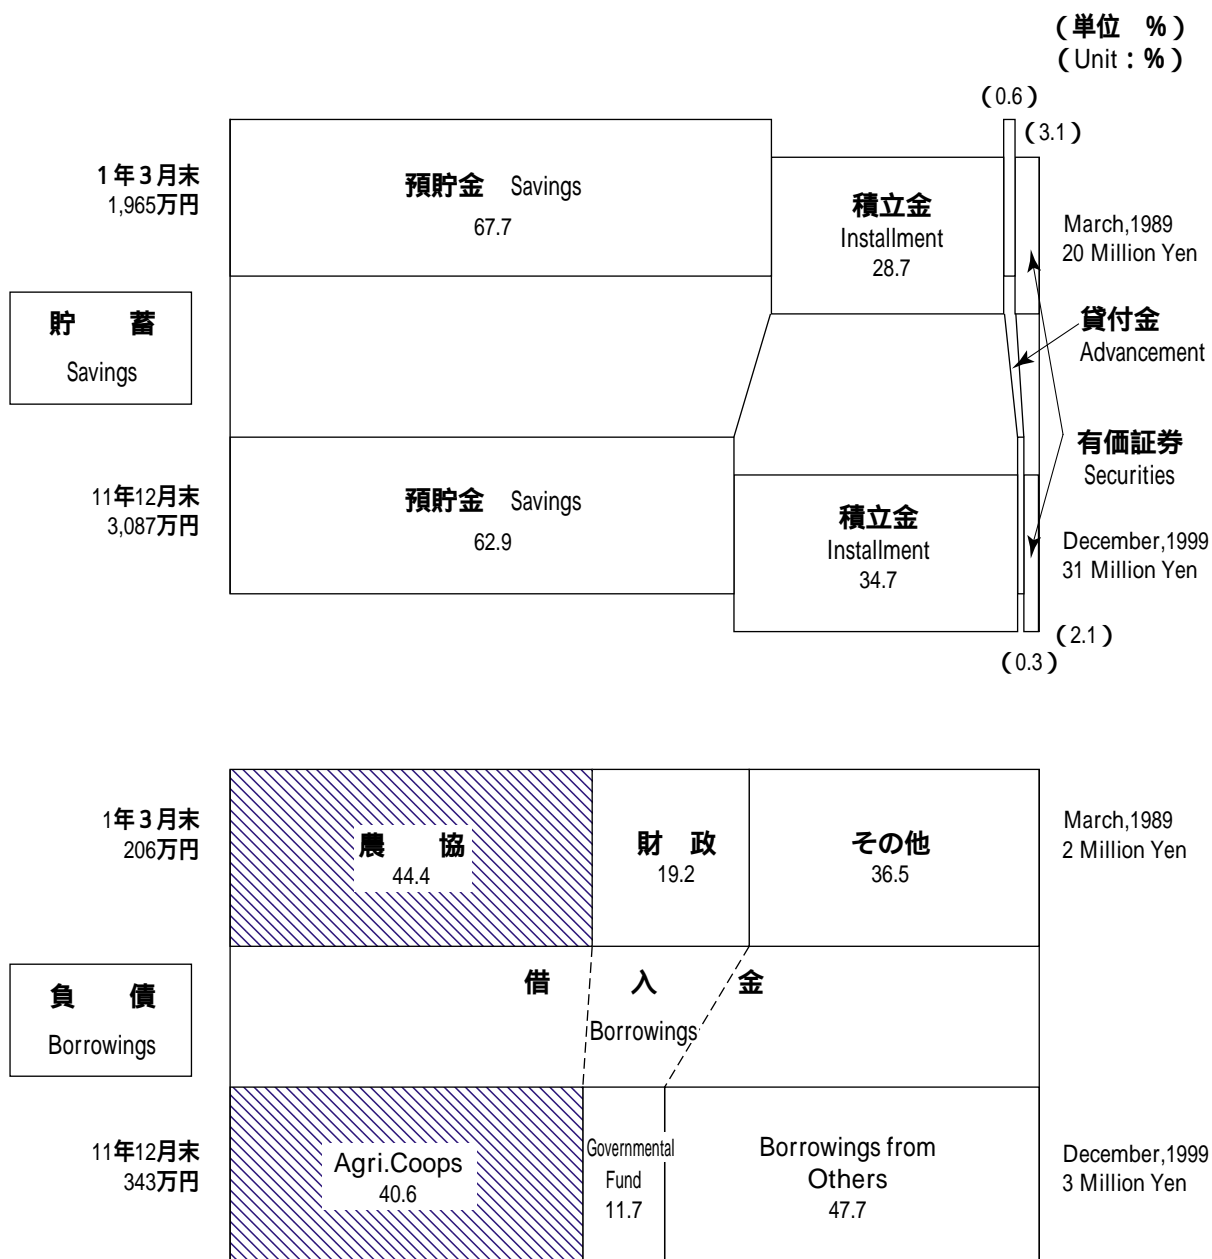 (単位　%)
(Unit：%)
(0.6)
(3.1)
1年3月末
1,965万円
預貯金　Savings
67.7
積立金
Installment
28.7
March,1989
20 Million Yen
貯　蓄
Savings
貸付金
Advancement
有価証券
Securities
11年12月末
3,087万円
預貯金　Savings
62.9
積立金
Installment
34.7
December,1999
31 Million Yen
(2.1)
(0.3)
1年3月末
206万円
農　協
44.4
財　政
19.2
その他
36.5
March,1989
2 Million Yen
負　債
Borrowings
借　入　金
Borrowings
11年12月末
343万円
Agri.Coops
40.6
Governmental
Fund
11.7
Borrowings from
Others
47.7
December,1999
3 Million Yen